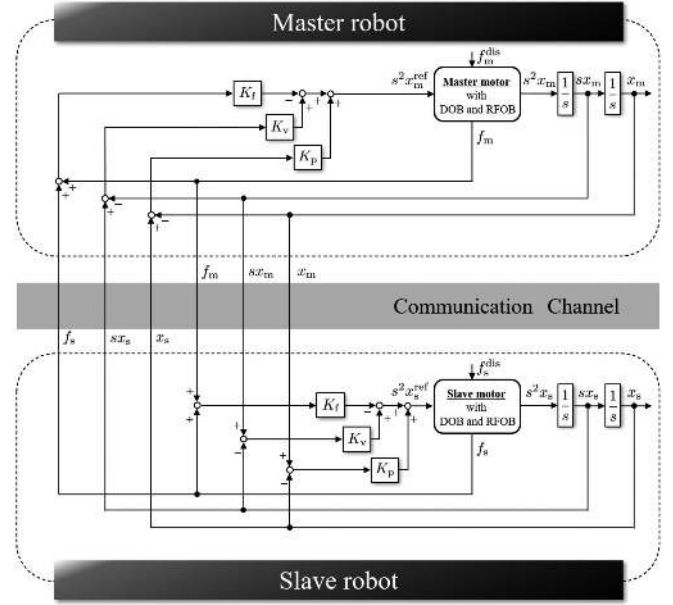 Master robot
f_m^dis
K_f
s²x_m^ref
Master motor
with
DOB and RFOB
s²x_m
1/s
sx_m
1/s
x_m
− + + +
K_v
+
K_p
f_m
+ +
− +
− +
f_m
sx_m
x_m
Communication Channel
f_s
sx_s
x_s
f_s^dis
K_f
s²x_s^ref
Slave motor
with
DOB and RFOB
s²x_s
1/s
sx_s
1/s
x_s
+ +
− + + +
K_v
+ −
K_p
+ −
f_s
Slave robot